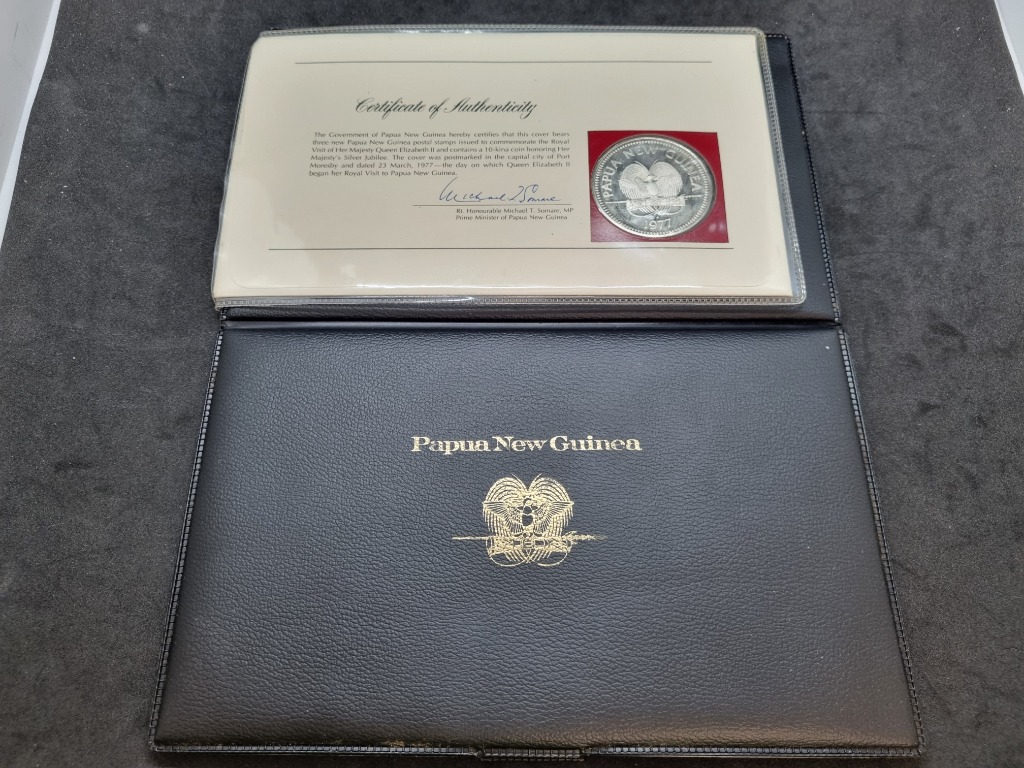 Certificate of Authenticity
The Government of Papua New Guinea hereby certifies that this cover bears
three new Papua New Guinea postal stamps issued to commemorate the Royal
Visit of Her Majesty Queen Elizabeth II and contains a 10-kina coin honoring Her
Majesty's Silver Jubilee. The cover was postmarked in the capital city of Port
Moresby and dated 23 March, 1977—the day on which Queen Elizabeth II
began her Royal Visit to Papua New Guinea.
Michael T Somare
Rt. Honourable Michael T. Somare, MP
Prime Minister of Papua New Guinea
PAPUA NEW GUINEA
1977
Papua New Guinea